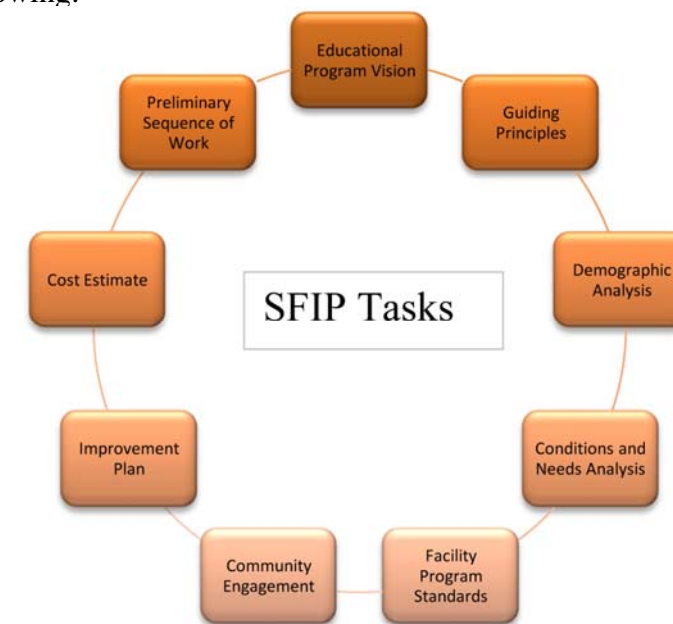 Educational
Program Vision
Guiding
Principles
Demographic
Analysis
Conditions and
Needs Analysis
Facility
Program
Standards
Community
Engagement
Improvement
Plan
Cost Estimate
Preliminary
Sequence of
Work
SFIP Tasks